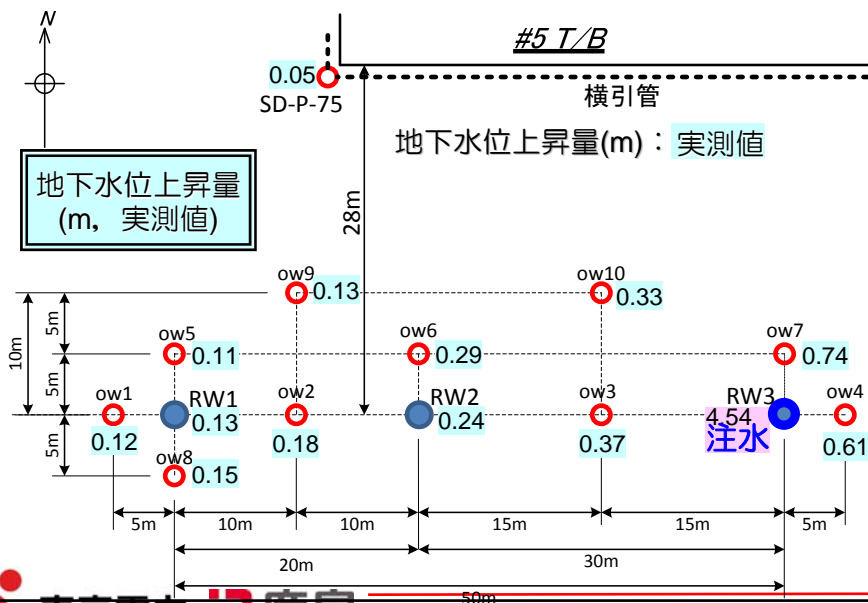 N
#5 T/B
0.05
SD-P-75
横引管
地下水位上昇量(m)：実測値
地下水位上昇量
(m, 実測値)
28m
ow9
0.13
ow10
0.33
10m
5m
5m
5m
ow5
0.11
ow6
0.29
ow7
0.74
ow1
0.12
RW1
0.13
ow2
0.18
RW2
0.24
ow3
0.37
RW3
4.54
注水
ow4
0.61
ow8
0.15
5m
10m
10m
15m
15m
5m
20m
30m
50m